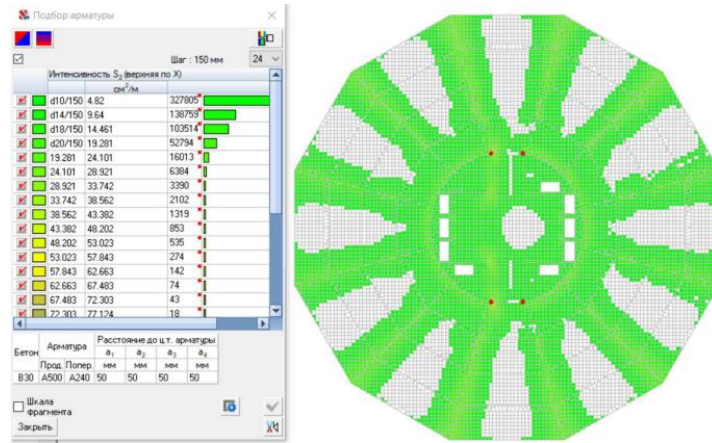 Подбор арматуры
Шаг : 150 мм 24
Интенсивность S₂ (верхняя по X)
см²/м
d10/150 4.82 327805
d14/150 9.64 138759
d18/150 14.461 103514
d20/150 19.281 52794
19.281 24.101 16013
24.101 28.921 6384
28.921 33.742 3390
33.742 38.562 2102
38.562 43.382 1319
43.382 48.202 853
48.202 53.023 535
53.023 57.843 274
57.843 62.663 142
62.663 67.483 74
67.483 72.303 43
72.303 77.124 18
Бетон Арматура Расстояние до ц.т. арматуры
a₁ a₂ a₃ a₄
Прод. Попер. мм мм мм мм
B30 A500 A240 50 50 50 50
Шкала
фрагмента
Закрыть